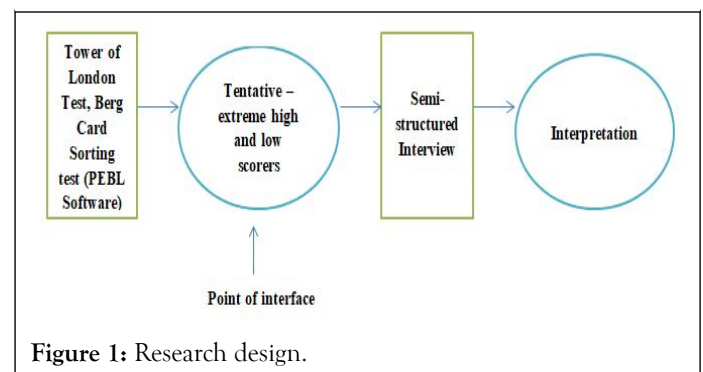 Tower of
London
Test, Berg
Card
Sorting
test (PEBL
Software)
Tentative –
extreme high
and low
scorers
Semi-
structured
Interview
Interpretation
Point of interface
Figure 1: Research design.